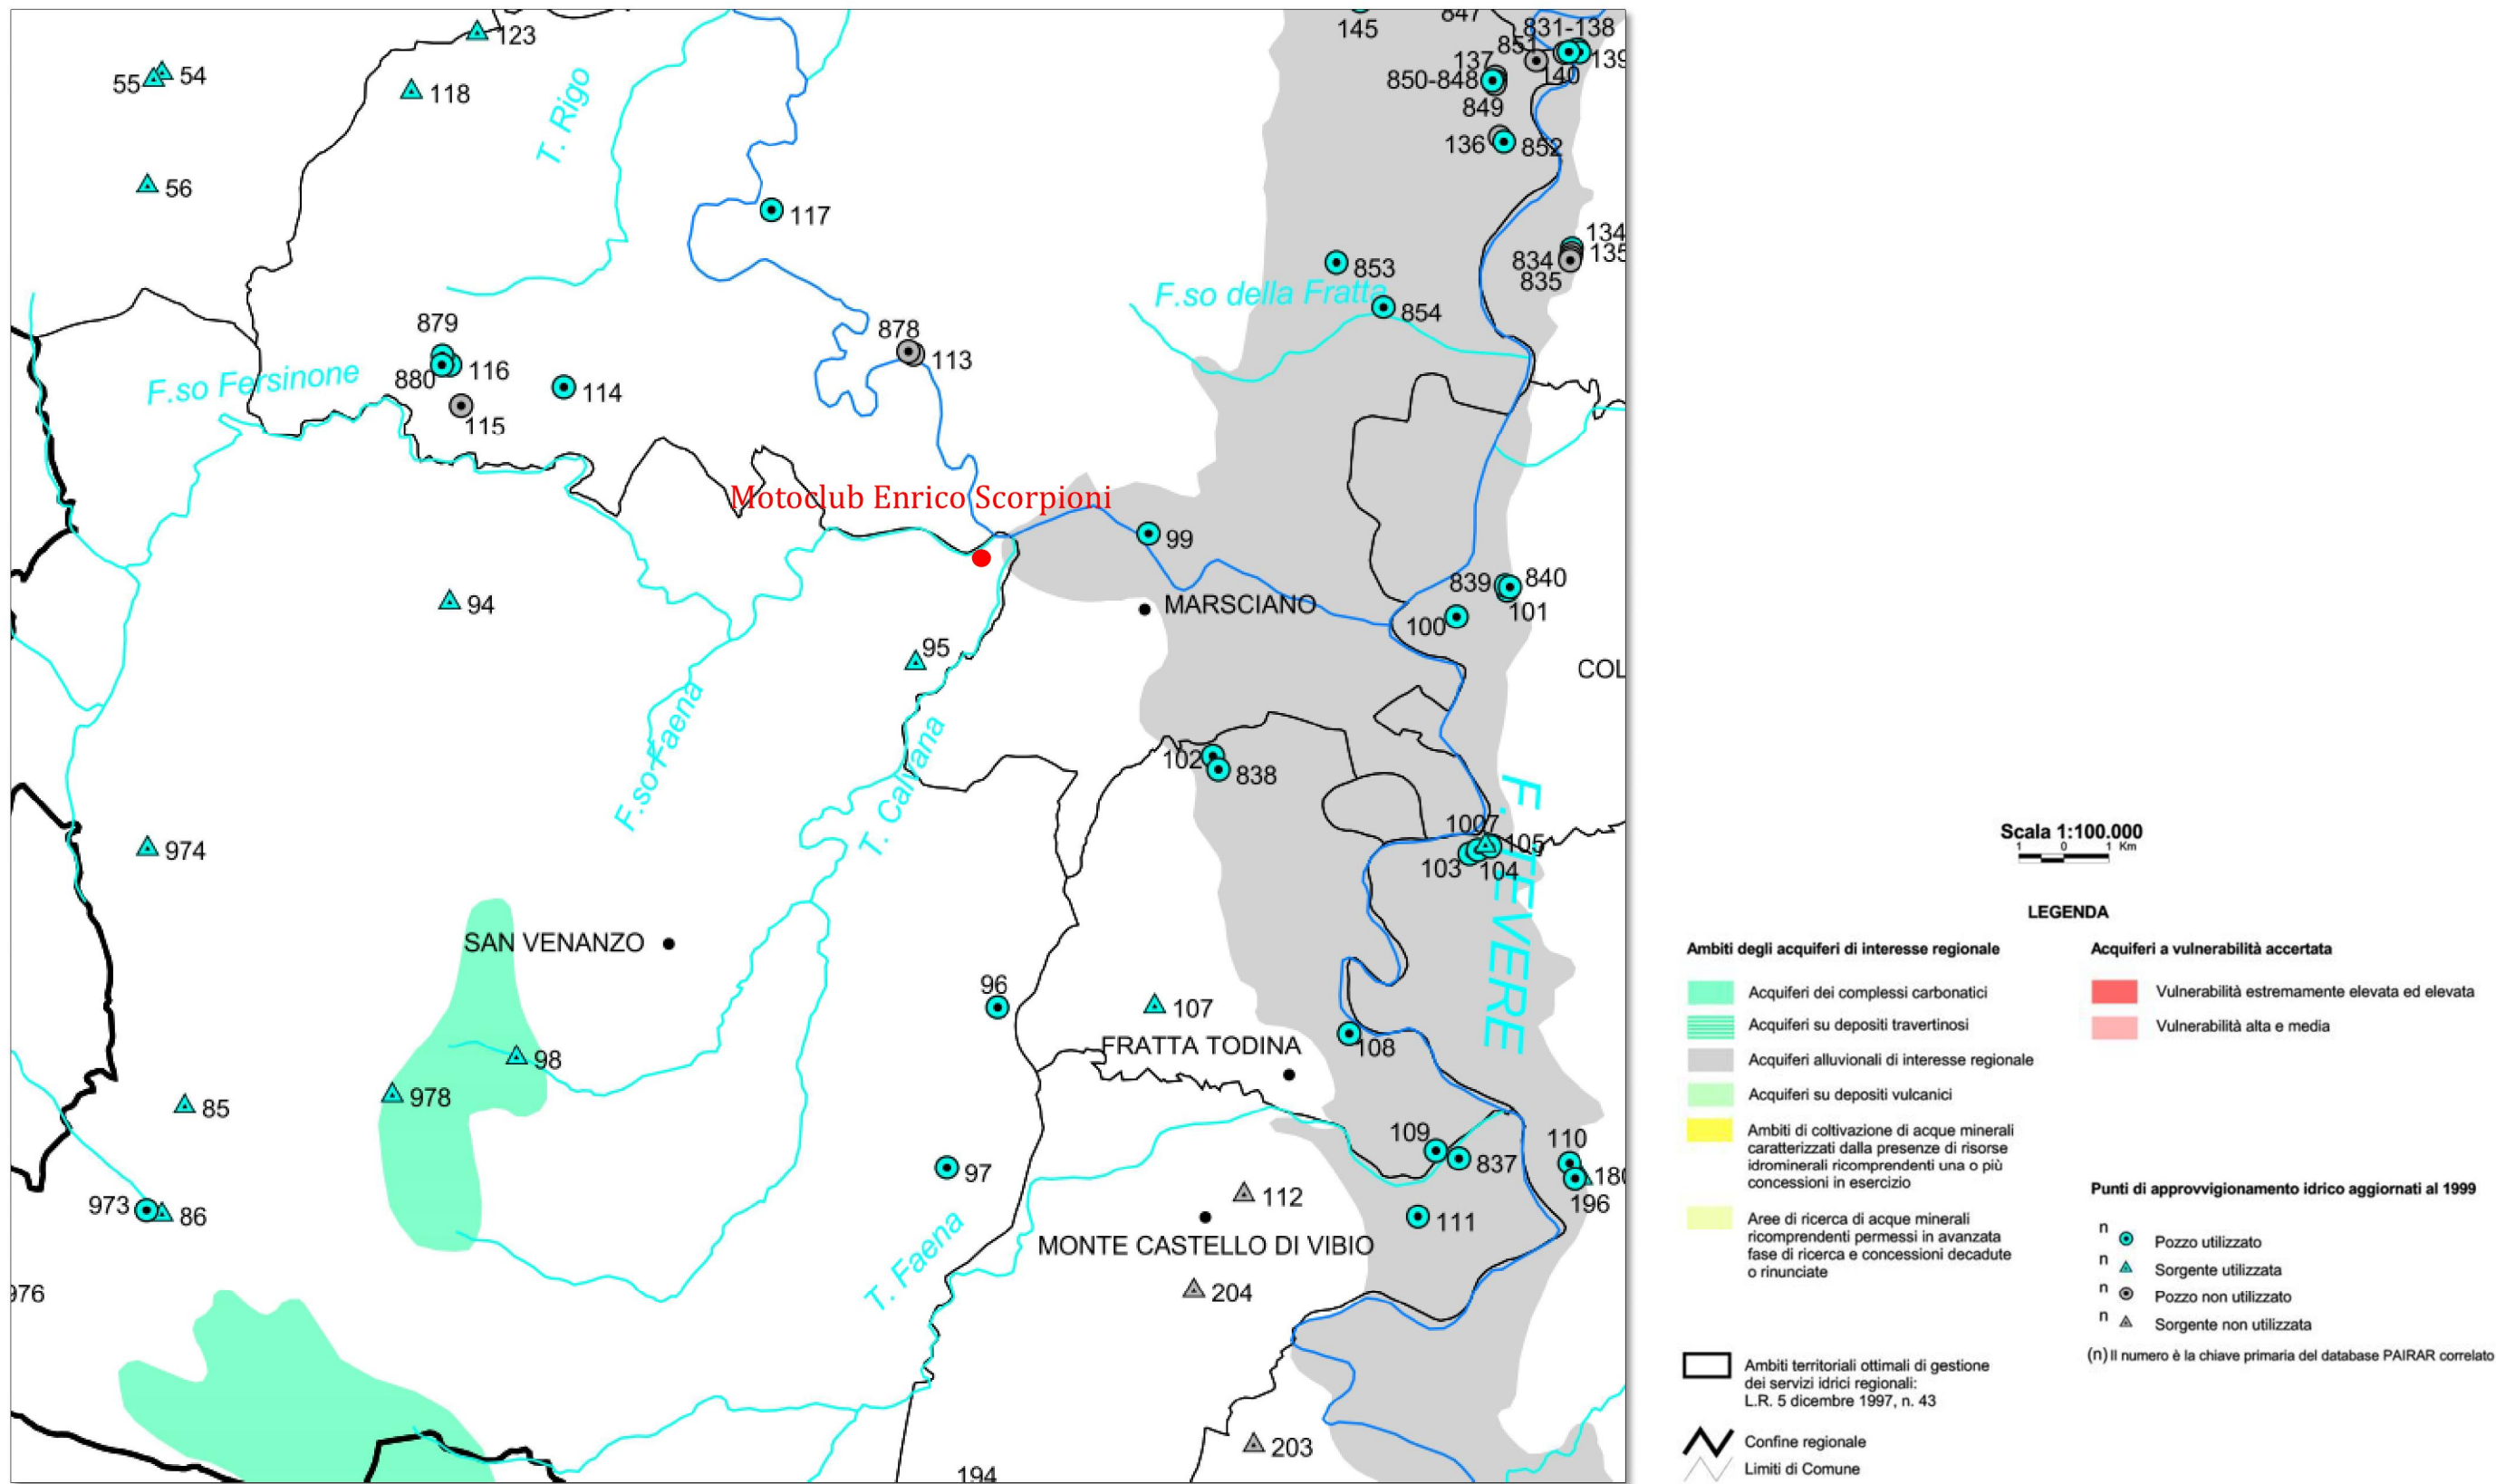 123
55
54
118
T. Rigo
56
117
145
847
831-138
851
137
140
139
850-848
849
136
852
134
135
834
835
853
F.so della Fratta
854
879
878
113
F.so Fersinone
880
116
114
115
Motoclub Enrico Scorpioni
99
94
MARSCIANO
839
840
101
100
95
COL
F.so Faena
T. Calvana
102
838
F. TEVERE
974
1007
105
103
104
SAN VENANZO
96
107
FRATTA TODINA
108
98
978
85
109
837
110
180
196
973
86
97
112
111
MONTE CASTELLO DI VIBIO
T. Faena
204
976
203
194
Scala 1:100.000
1 0 1 Km
LEGENDA
Ambiti degli acquiferi di interesse regionale
Acquiferi dei complessi carbonatici
Acquiferi su depositi travertinosi
Acquiferi alluvionali di interesse regionale
Acquiferi su depositi vulcanici
Ambiti di coltivazione di acque minerali
caratterizzati dalla presenze di risorse
idrominerali ricomprendenti una o più
concessioni in esercizio
Aree di ricerca di acque minerali
ricomprendenti permessi in avanzata
fase di ricerca e concessioni decadute
o rinunciate
Ambiti territoriali ottimali di gestione
dei servizi idrici regionali:
L.R. 5 dicembre 1997, n. 43
Confine regionale
Limiti di Comune
Acquiferi a vulnerabilità accertata
Vulnerabilità estremamente elevata ed elevata
Vulnerabilità alta e media
Punti di approvvigionamento idrico aggiornati al 1999
n Pozzo utilizzato
n Sorgente utilizzata
n Pozzo non utilizzato
n Sorgente non utilizzata
(n) Il numero è la chiave primaria del database PAIRAR correlato